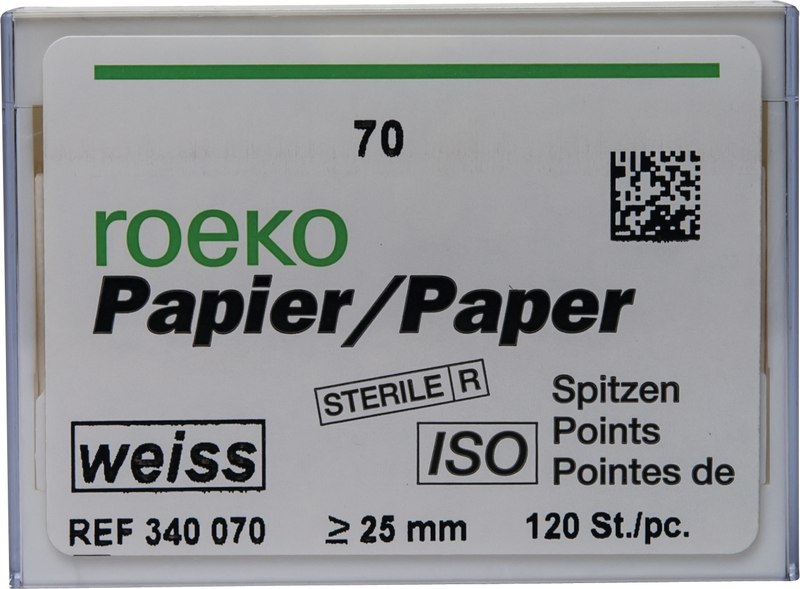 70
roeko
Papier/Paper
STERILE R
Spitzen
weiss
ISO
Points
Pointes de
REF 340 070
≥ 25 mm
120 St./pc.